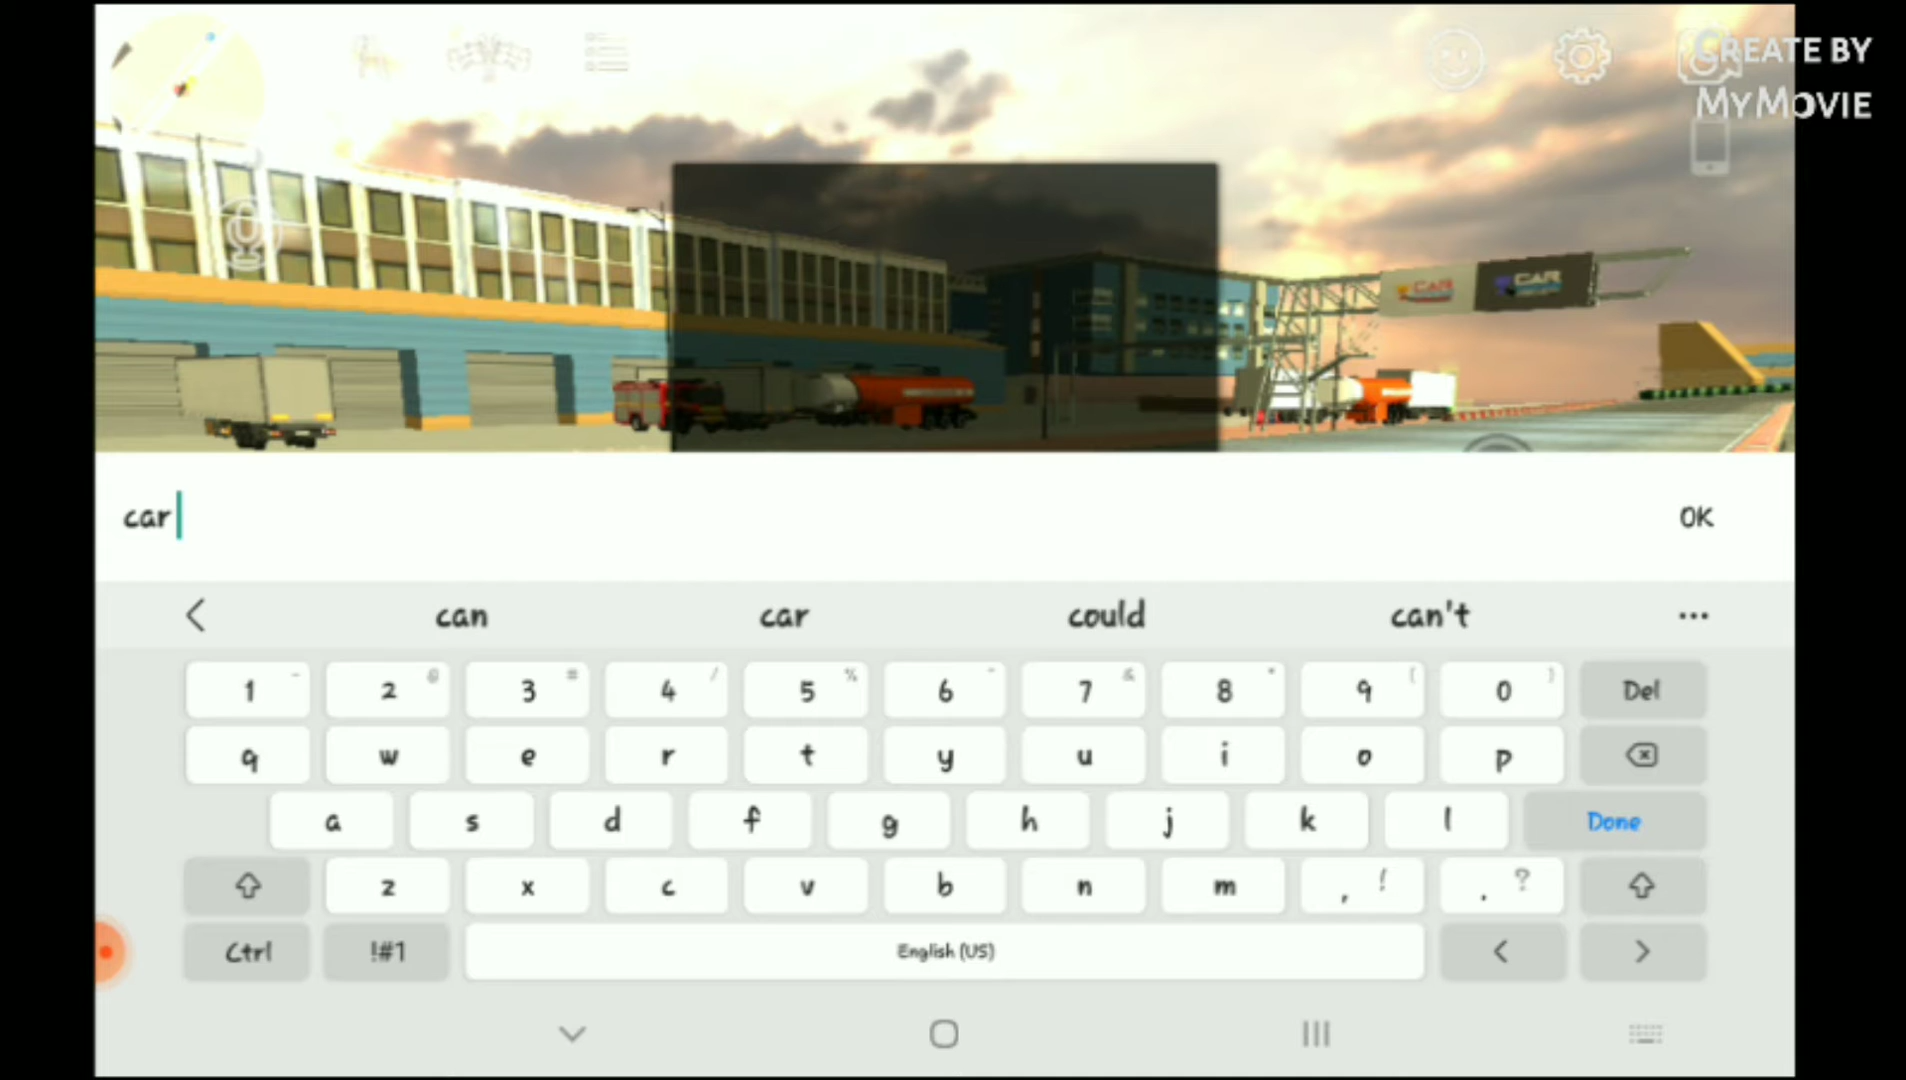 CREATE BY
MYMOVIE
CAR
CAR
car
OK
can car could can't ...
1 2 3 4 5 6 7 8 9 0 Del
q w e r t y u i o p
a s d f g h j k l Done
z x c v b n m , ! . ?
Ctrl !#1 English (US) < >